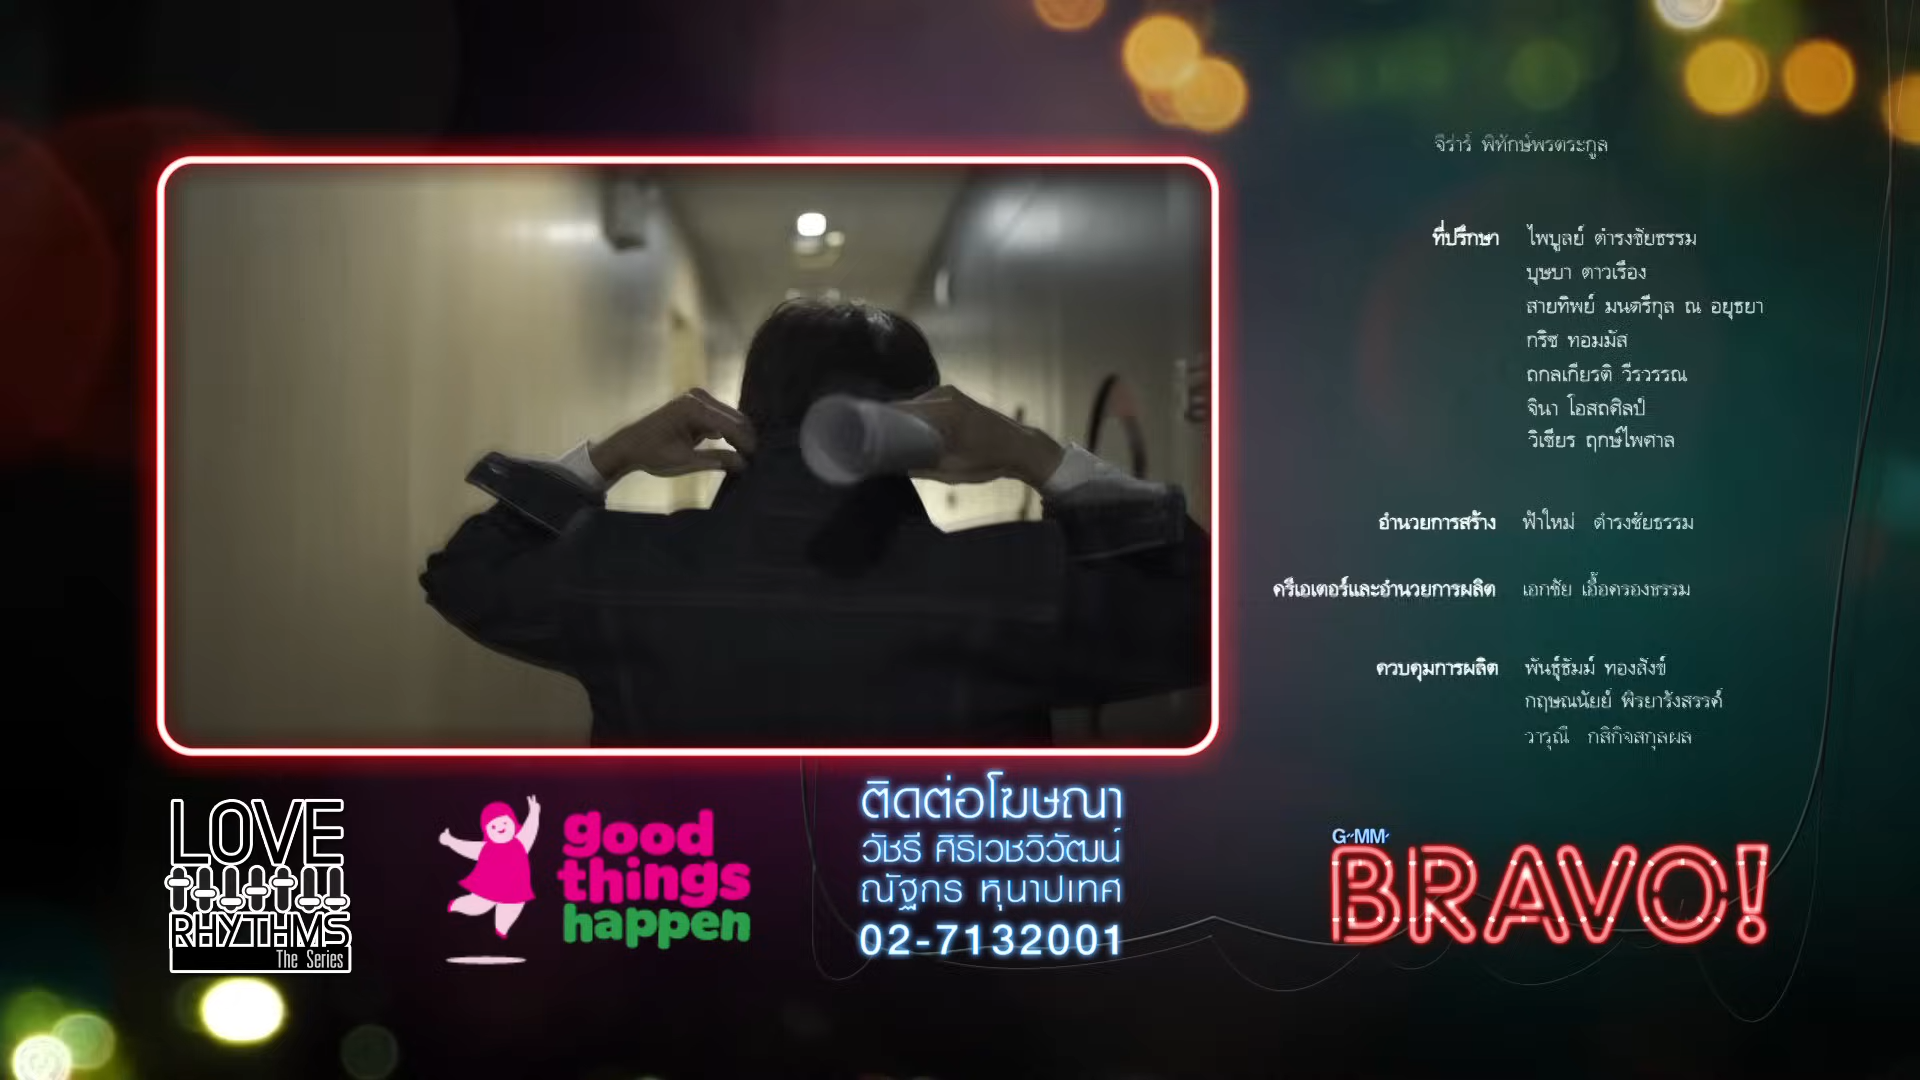 จิร่าร์ พิทักษ์พรตระกูล
ที่ปรึกษา ไพบูลย์ ดำรงชัยธรรม
บุษบา ดาวเรือง
สายทิพย์ มนตรีกุล ณ อยุธยา
กริช ทอมมัส
ถกลเกียรติ วีรวรรณ
จินา โอสถศิลป์
วิเชียร ฤกษ์ไพศาล
อำนวยการสร้าง ฟ้าใหม่ ดำรงชัยธรรม
ครีเอเตอร์และอำนวยการผลิต เอกชัย เอื้อครองธรรม
ควบคุมการผลิต พันธุ์ธัมม์ ทองสังข์
กฤษณนัยย์ พิรยารังสรรค์
วารุณี กสิกิจสกุลผล
LOVE
RHYTHMS
The Series
good
things
happen
ติดต่อโฆษณา
วัชรี ศิริเวชวิวัฒน์
ณัฐกร หุนาปเทศ
02-7132001
G"MM'
BRAVO!